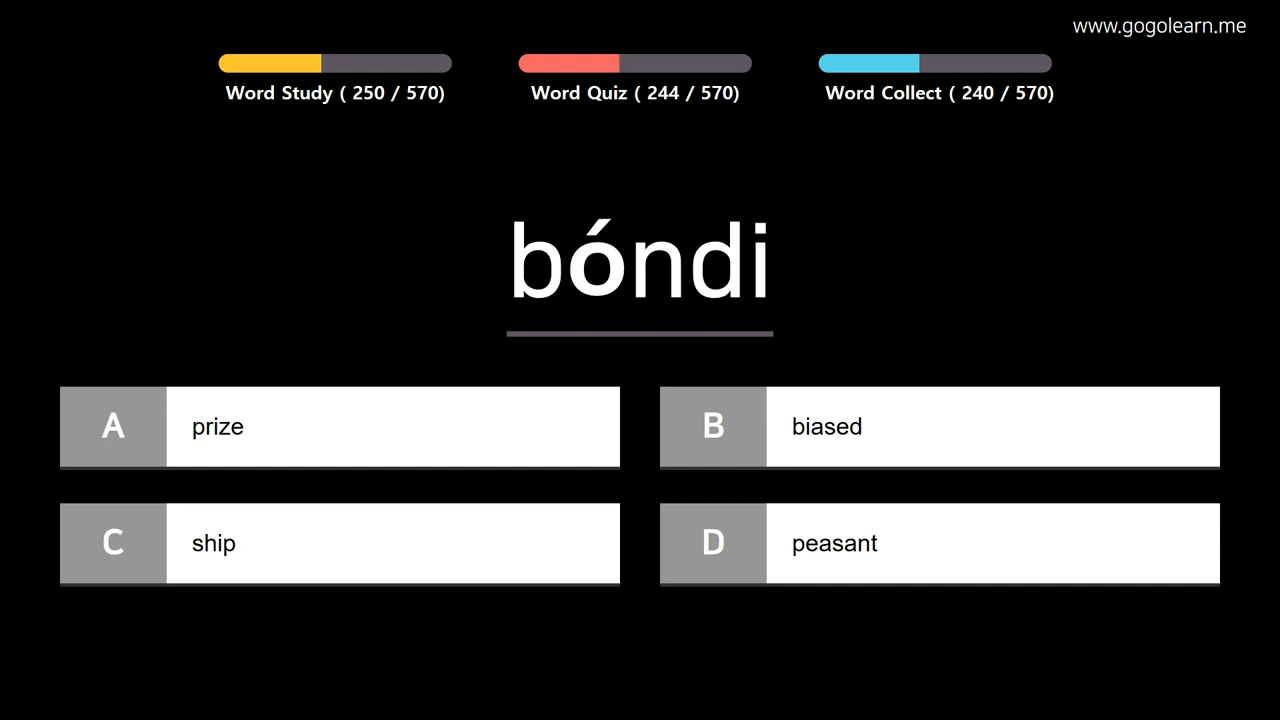 www.gogolearn.me
Word Study ( 250 / 570)
Word Quiz ( 244 / 570)
Word Collect ( 240 / 570)
bóndi
A prize
B biased
C ship
D peasant